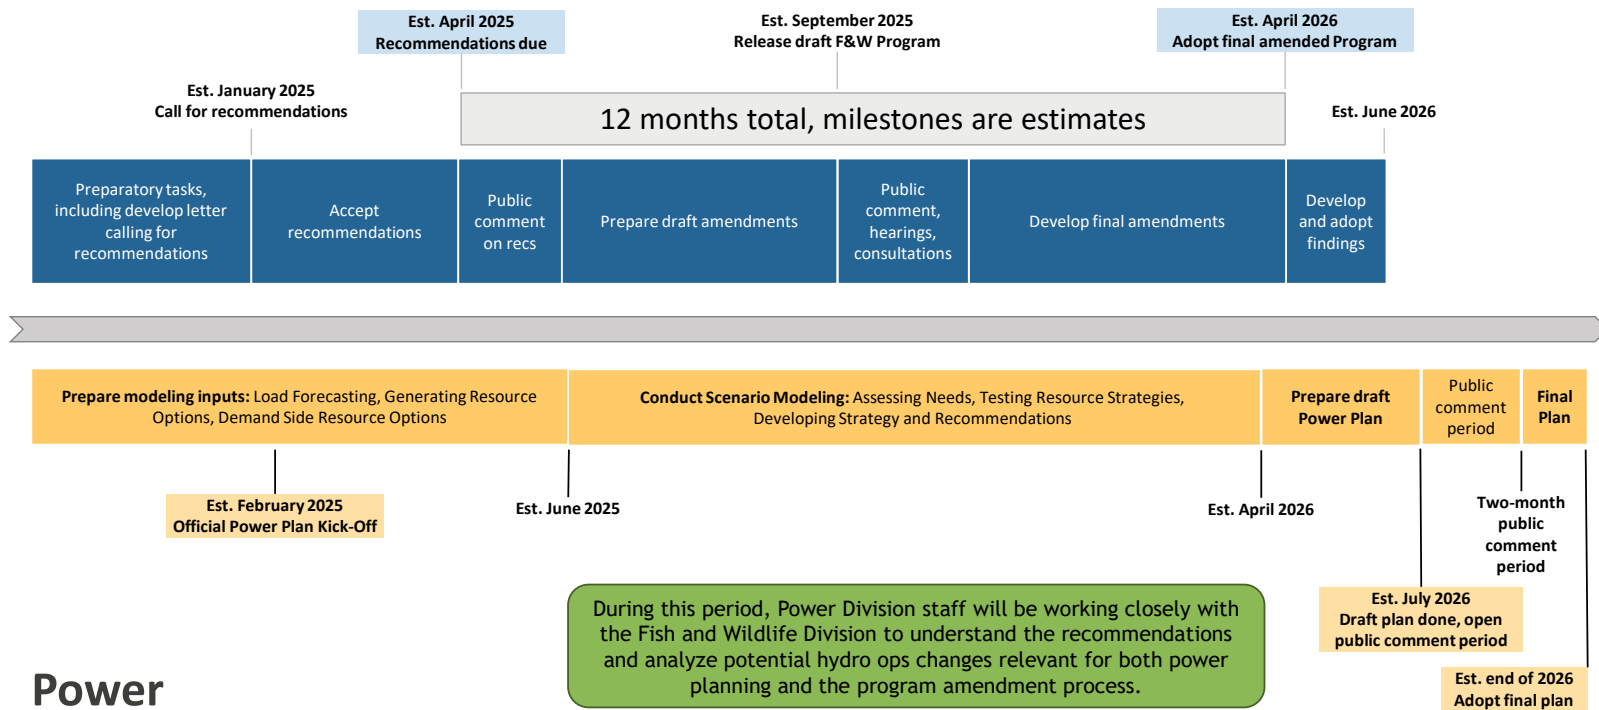 Est. April 2025
Recommendations due
Est. September 2025
Release draft F&W Program
Est. April 2026
Adopt final amended Program
Est. January 2025
Call for recommendations
12 months total, milestones are estimates
Est. June 2026
Preparatory tasks,
including develop letter
calling for
recommendations
Accept
recommendations
Public
comment
on recs
Prepare draft amendments
Public
comment,
hearings,
consultations
Develop final amendments
Develop
and adopt
findings
Prepare modeling inputs: Load Forecasting, Generating Resource
Options, Demand Side Resource Options
Conduct Scenario Modeling: Assessing Needs, Testing Resource Strategies,
Developing Strategy and Recommendations
Prepare draft
Power Plan
Public
comment
period
Final
Plan
Est. February 2025
Official Power Plan Kick-Off
Est. June 2025
Est. April 2026
Two-month
public
comment
period
During this period, Power Division staff will be working closely with
the Fish and Wildlife Division to understand the recommendations
and analyze potential hydro ops changes relevant for both power
planning and the program amendment process.
Est. July 2026
Draft plan done, open
public comment period
Est. end of 2026
Adopt final plan
Power